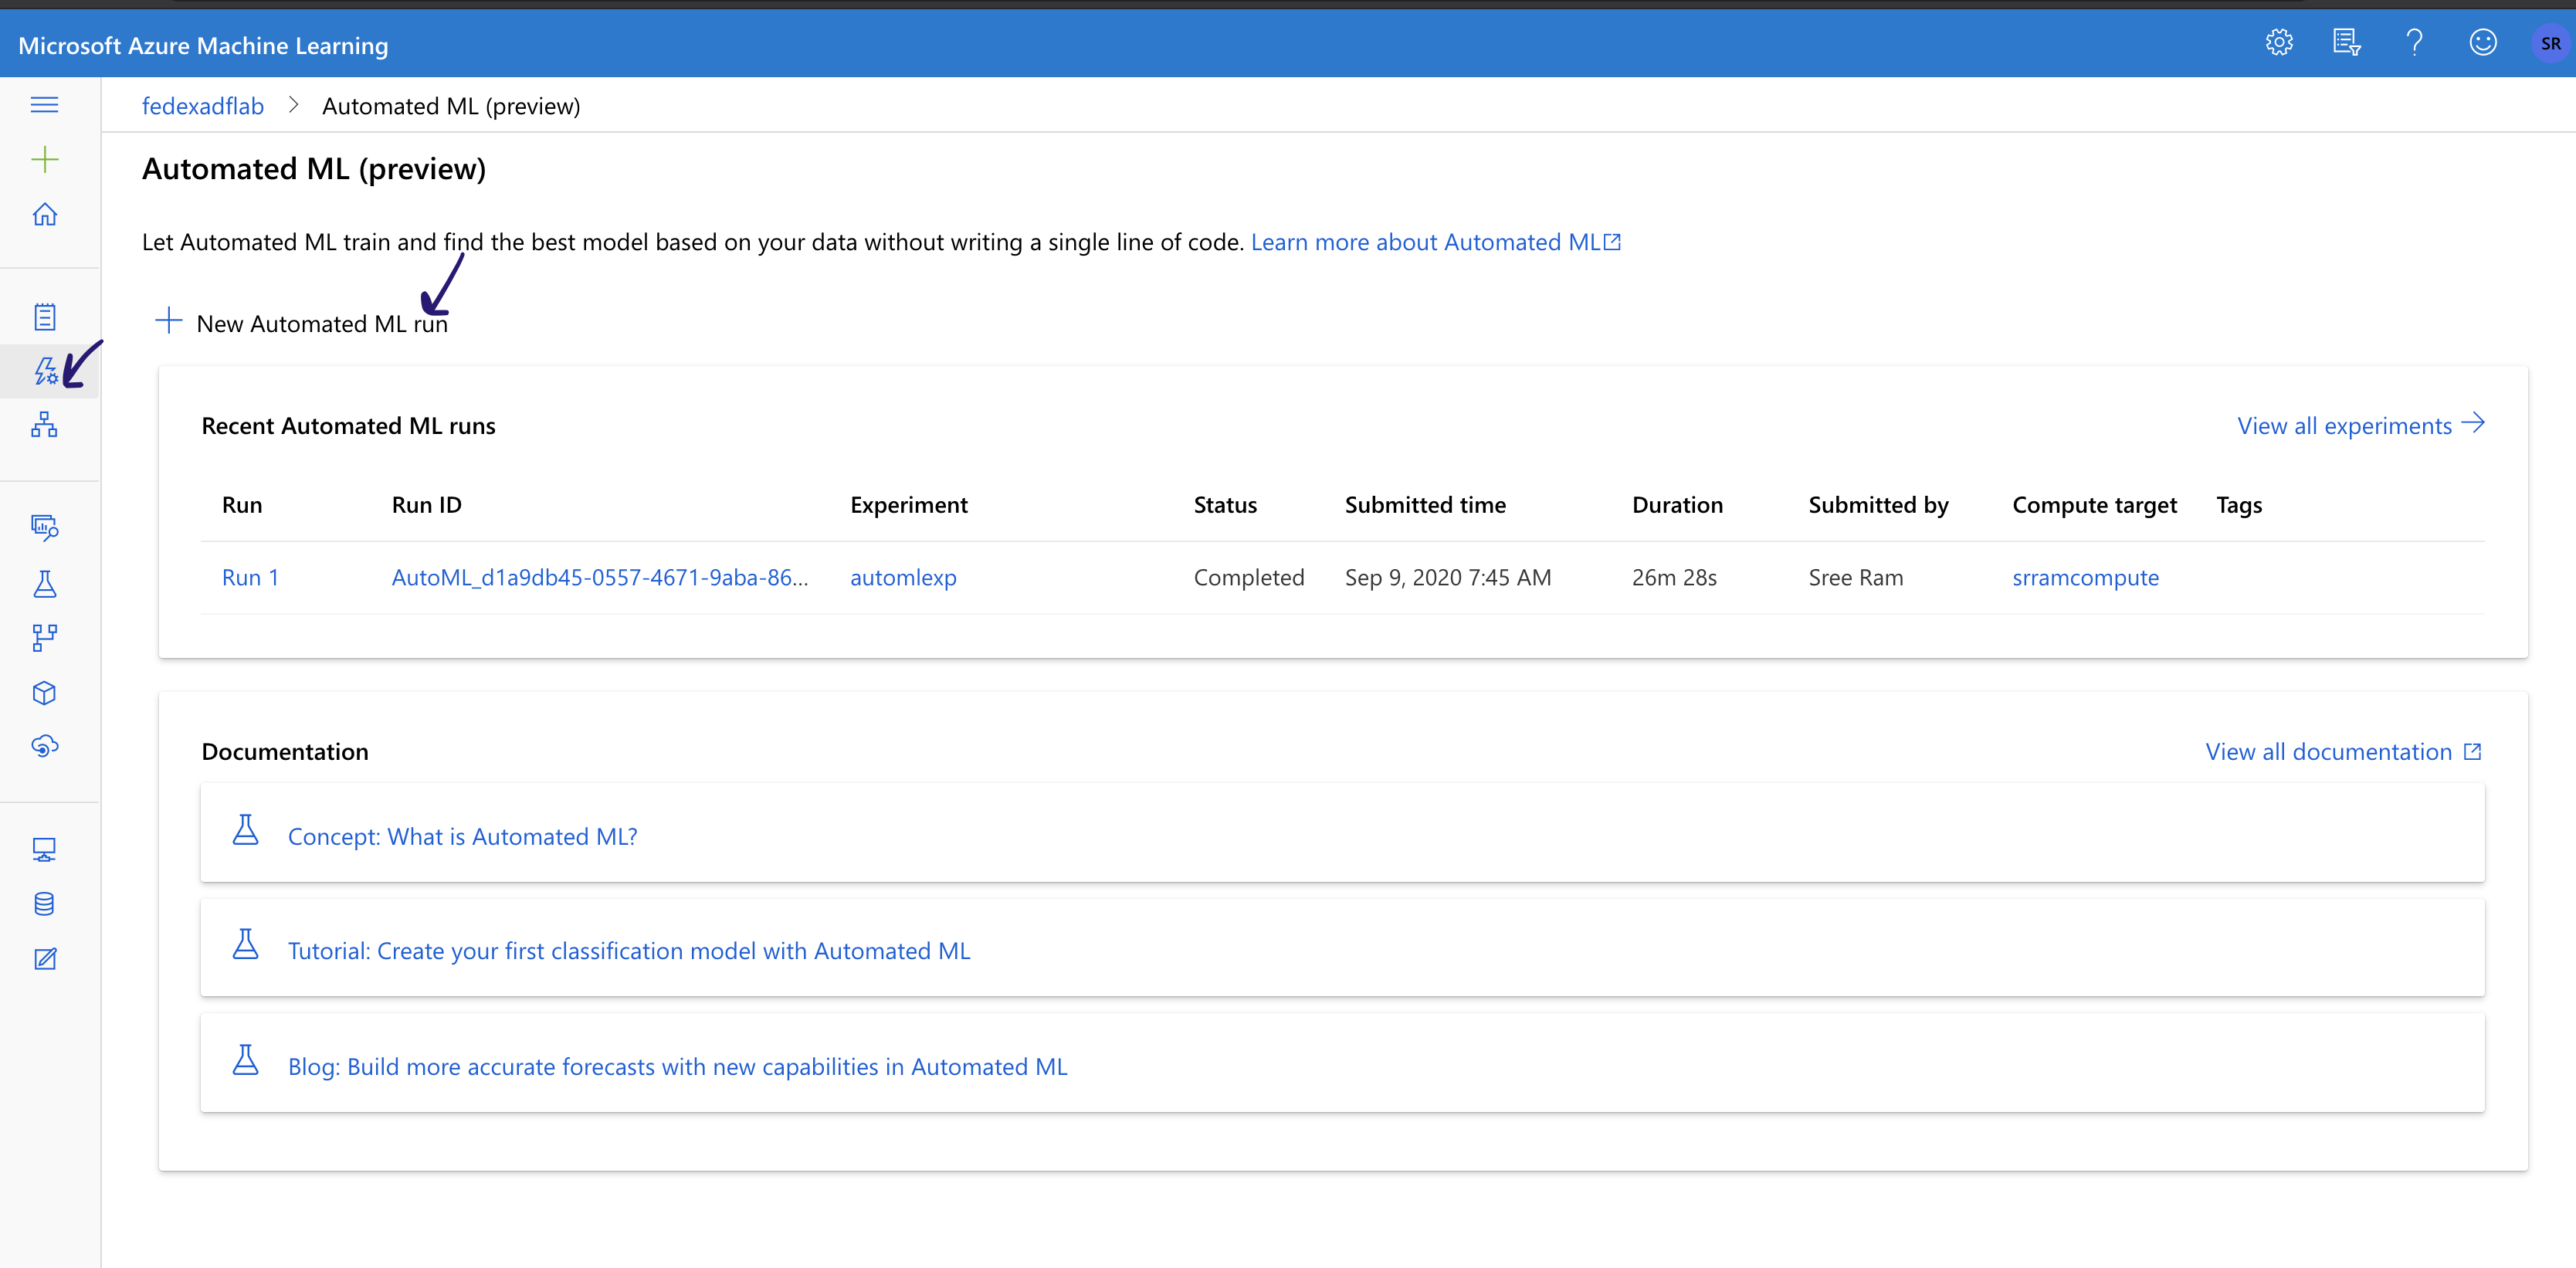 Microsoft Azure Machine Learning
SR
fedexadflab > Automated ML (preview)
Automated ML (preview)
Let Automated ML train and find the best model based on your data without writing a single line of code. Learn more about Automated ML
New Automated ML run
Recent Automated ML runs
View all experiments
Run Run ID Experiment Status Submitted time Duration Submitted by Compute target Tags
Run 1 AutoML_d1a9db45-0557-4671-9aba-86... automlexp Completed Sep 9, 2020 7:45 AM 26m 28s Sree Ram srramcompute
Documentation
View all documentation
Concept: What is Automated ML?
Tutorial: Create your first classification model with Automated ML
Blog: Build more accurate forecasts with new capabilities in Automated ML